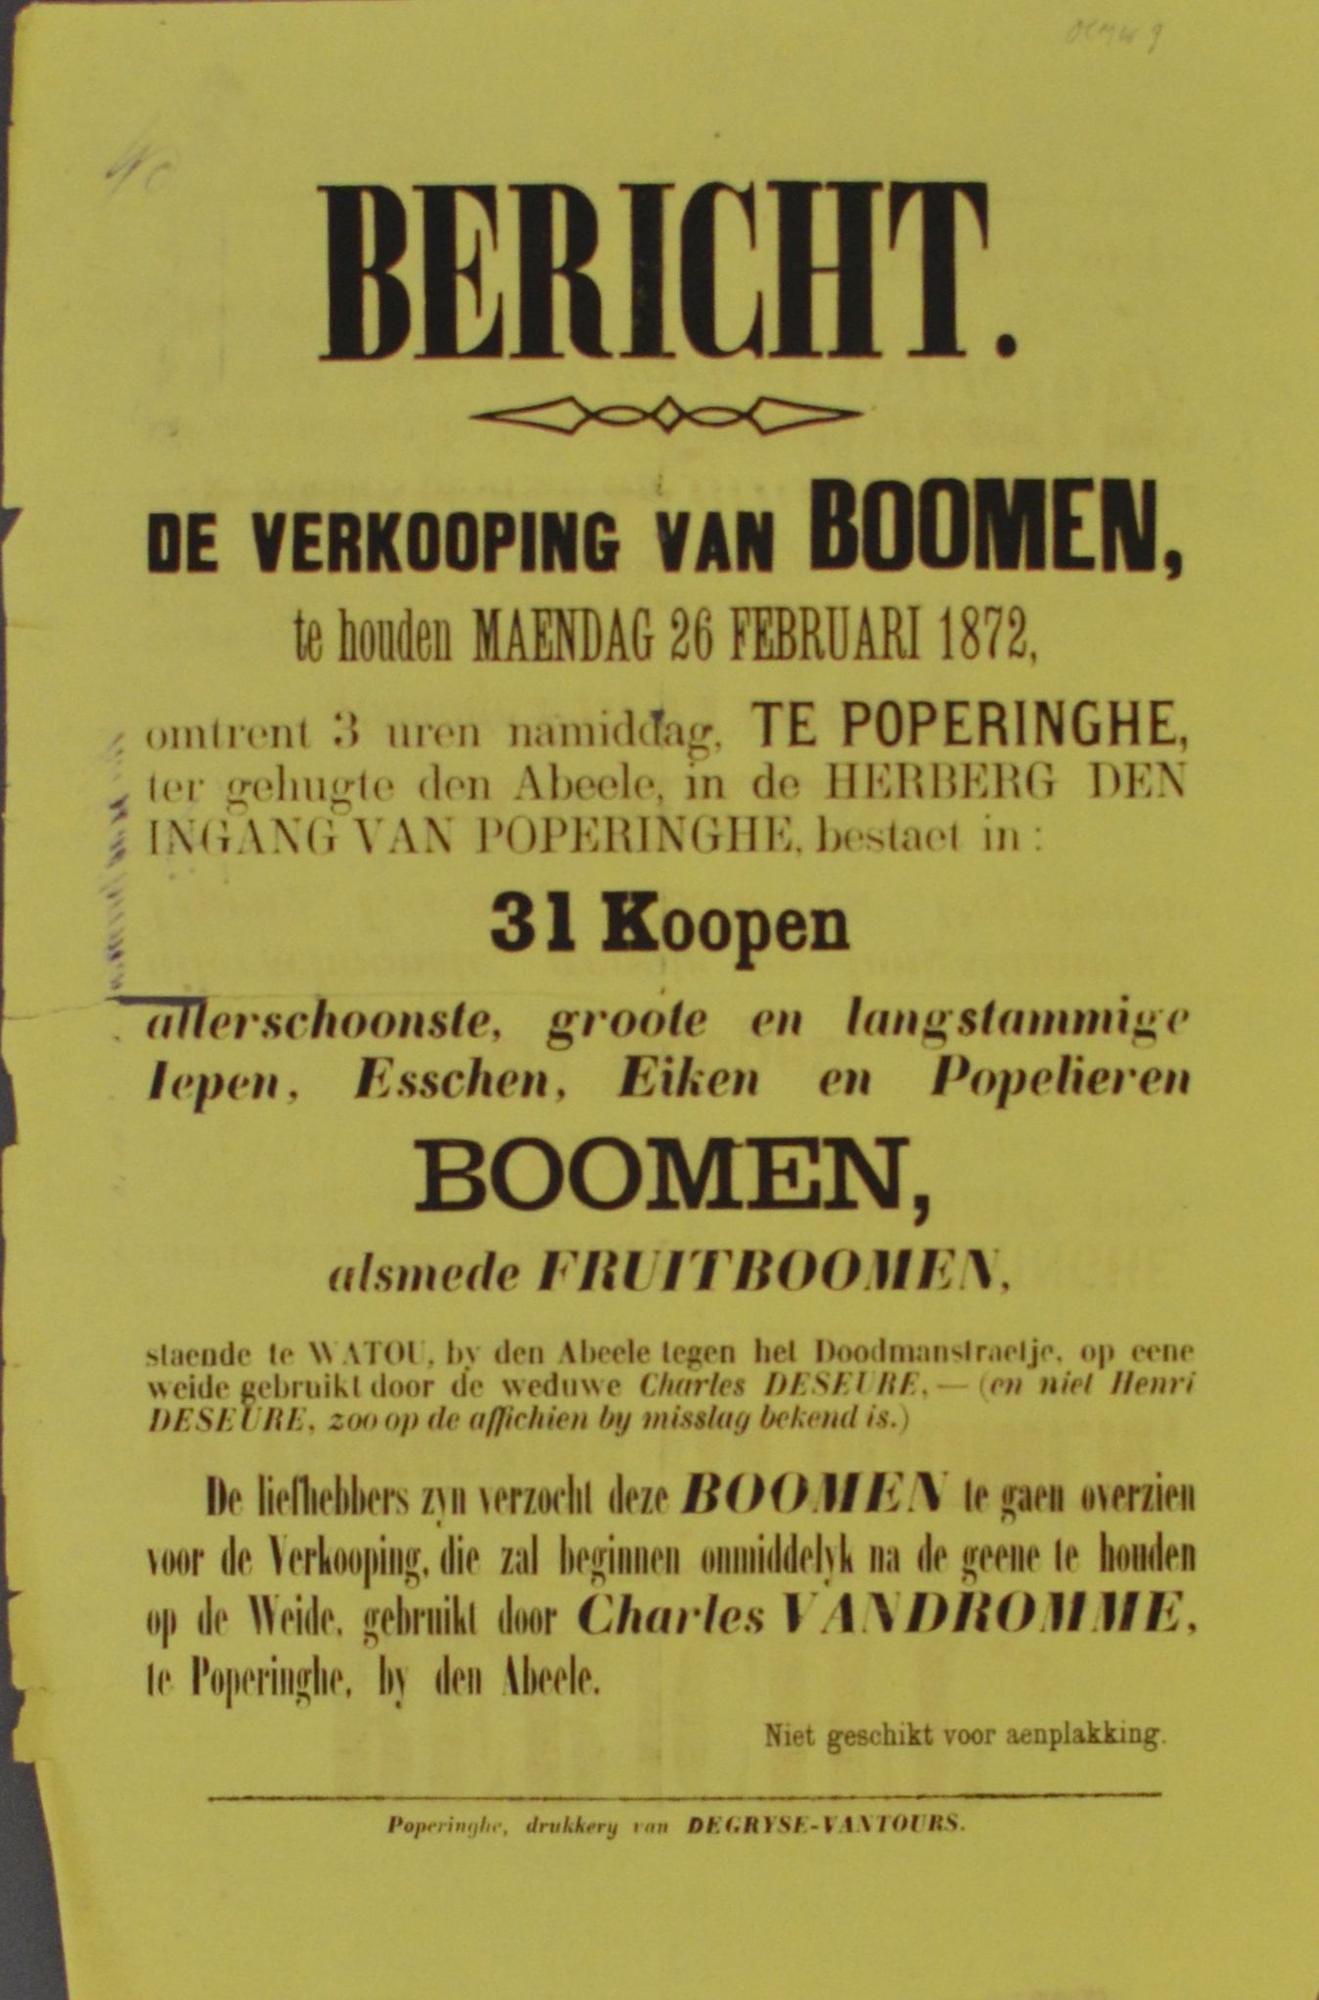 BERICHT.
DE VERKOOPING VAN BOOMEN,
te houden MAENDAG 26 FEBRUARI 1872,
omtrent 3 uren namiddag, TE POPERINGHE,
ter gehugte den Abeele, in de HERBERG DEN
INGANG VAN POPERINGHE, bestaet in :
31 Koopen
allerschoonste, groote en langstammige
Iepen, Esschen, Eiken en Popelieren
BOOMEN,
alsmede FRUITBOOMEN,
staende te WATOU, by den Abeele tegen het Doodmanstraetje, op eene
weide gebruikt door de weduwe Charles DESEURE, — (en niet Henri
DESEURE, zoo op de affichien by misslag bekend is.)
De liefhebbers zyn verzocht deze BOOMEN te gaen overzien
voor de Verkooping, die zal beginnen onmiddelyk na de geene te houden
op de Weide, gebruikt door Charles VANDROMME,
te Poperinghe, by den Abeele.
Niet geschikt voor aenplakking.
Poperinghe, drukkery van DEGRYSE-VANTOURS.